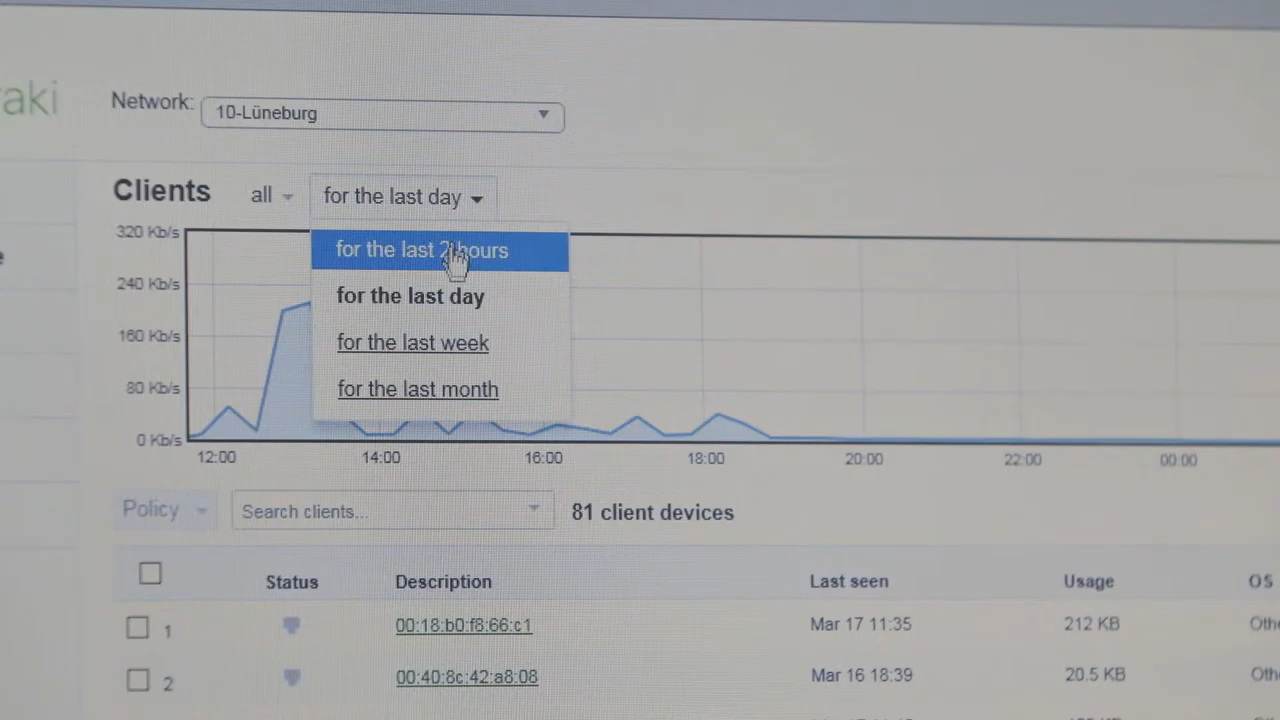 aki
Network: 10-Lüneburg
Clients all for the last day
320 Kb/s
for the last 2 hours
240 Kb/s
for the last day
160 Kb/s
for the last week
80 Kb/s
for the last month
0 Kb/s
12:00 14:00 16:00 18:00 20:00 22:00 00:00
Policy Search clients... 81 client devices
Status Description Last seen Usage OS
1 00:18:b0:f8:66:c1 Mar 17 11:35 212 KB Oth
2 00:40:8c:42:a8:08 Mar 16 18:39 20.5 KB Oth